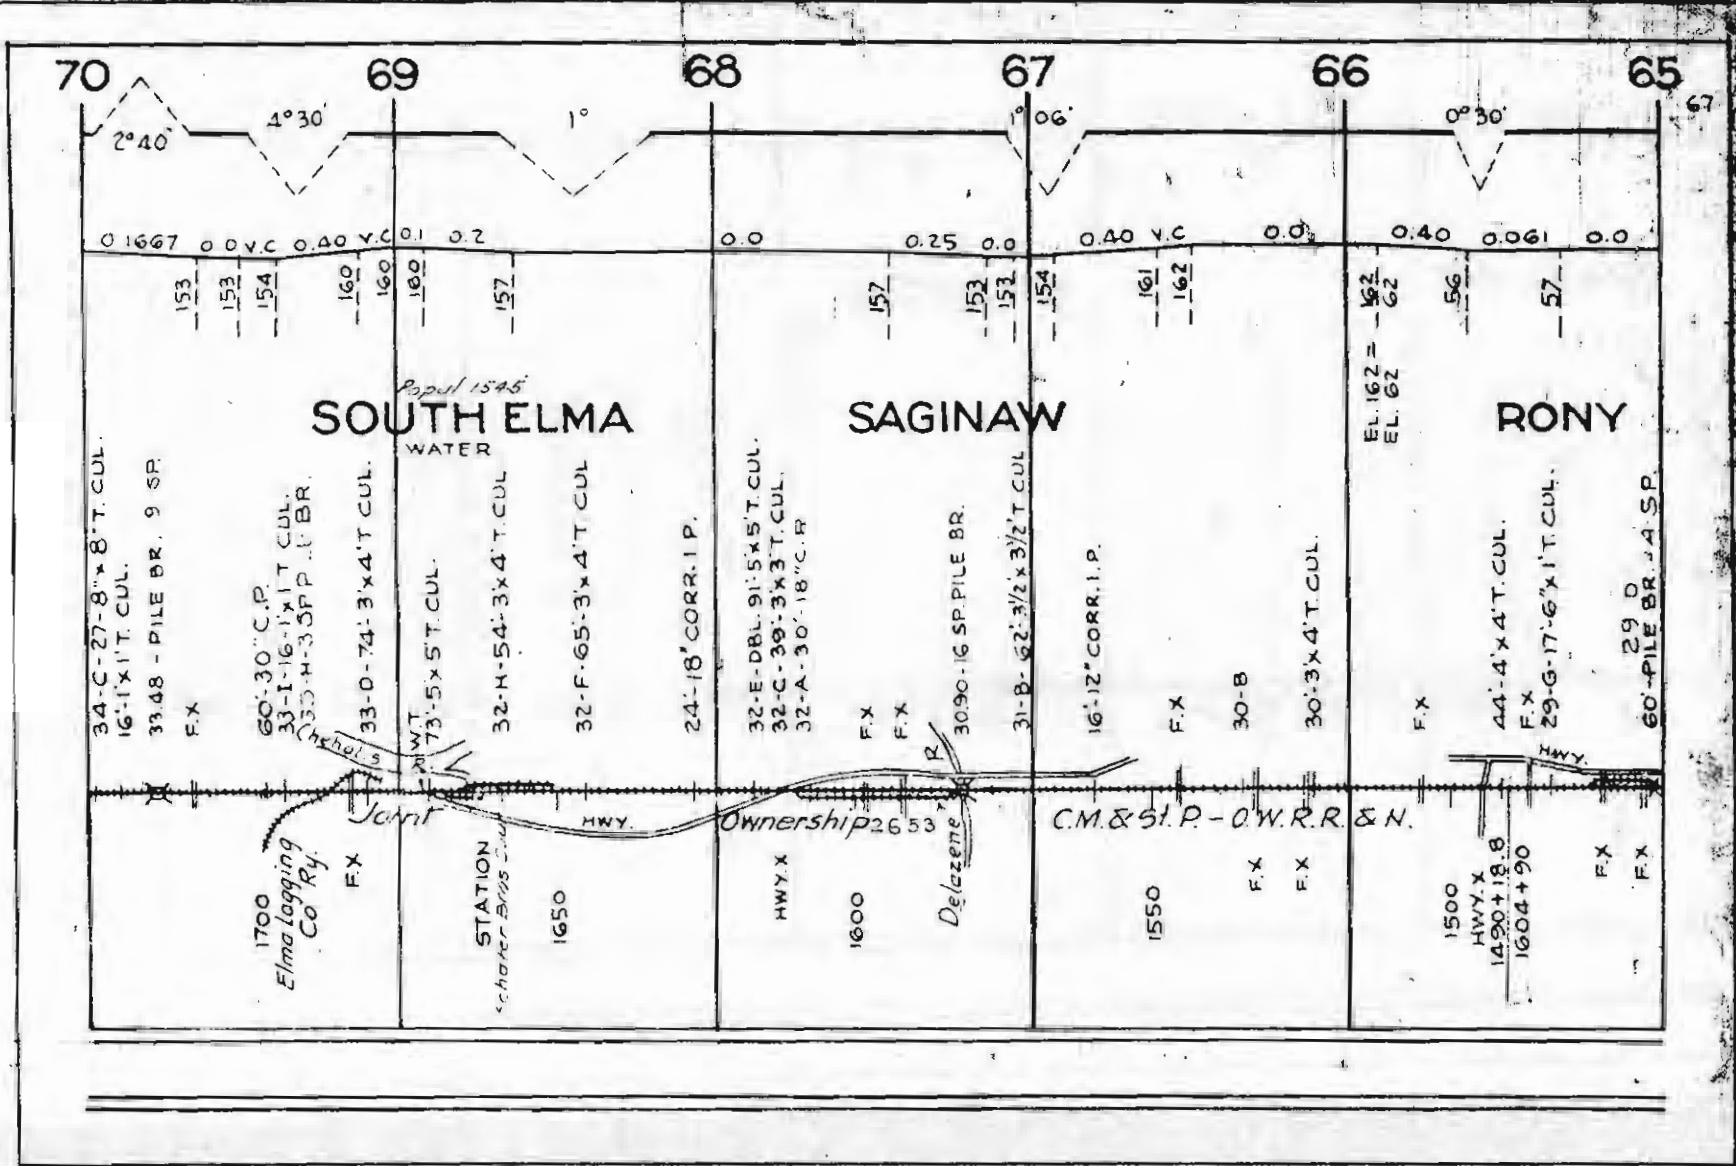 70 69 68 67 66 65
67
2°40' 4°30' 1° 1°06' 0°30'
0.1667 0.0 V.C 0.40 V.C 0.1 0.2 0.0 0.25 0.0 0.40 V.C 0.0 0.40 0.061 0.0
153 153 154 160 160 160 157 157 153 153 154 161 162 162 62 56 57
EL. 162 =
EL. 62
Popul 1545
SOUTH ELMA SAGINAW RONY
WATER
34-C-27-8"x8" T. CUL.
16'-1'x1' T. CUL.
33.48 - PILE BR. 9 SP.
F.X
60'-30" C.P.
33-I-16-1'x1' T CUL.
BR.
33-D-74'-3'x4' T CUL.
W.T.
73'-5x5' T. CUL.
32-H-54'-3'x4' T. CUL
32-F-65'-3'x4' T CUL
24'-18" CORR. I. P.
32-E-DBL. 91'-5'x5' T. CUL.
32-C-39'-3'x3' T. CUL.
32-A-30'-18" C.P.
F.X
F.X
30.90-16 SP. PILE BR.
31-B-62'-3½'x3½' T CUL
16'-12" CORR. I. P.
F.X
30-B
30'-3'x4' T. CUL.
F.X
44'-4'x4' T. CUL.
F.X
29-G-17'-6"x1' T. CUL.
29 D
60'-PILE BR. SP.
R
HWY.
Joint HWY. Ownership 2653 C.M. & St. P. - O.W.R.R. & N.
1700
Elma Logging
Co Ry.
F.X
STATION
Bros
1650
HWY.X
1600
Delezene
1550
F.X
F.X
1500
HWY.X
1490+18.8
1604+90
F.X
F.X